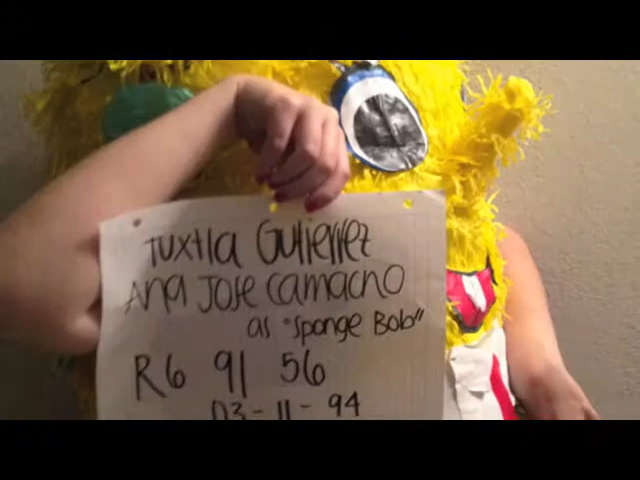 Tuxtla Gutierrez
Ana Jose Camacho
as "Sponge Bob"
R6 91 56
03-11-94